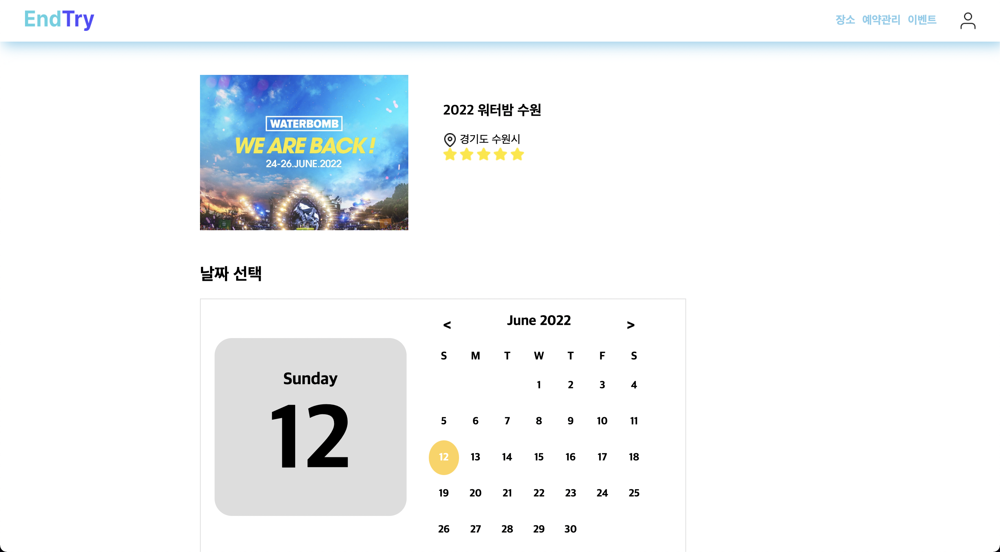 EndTry
장소 예약관리 이벤트
WATERBOMB
WE ARE BACK !
24-26.JUNE.2022
2022 워터밤 수원
경기도 수원시
날짜 선택
< June 2022 >
Sunday
12
S M T W T F S
1 2 3 4
5 6 7 8 9 10 11
12 13 14 15 16 17 18
19 20 21 22 23 24 25
26 27 28 29 30